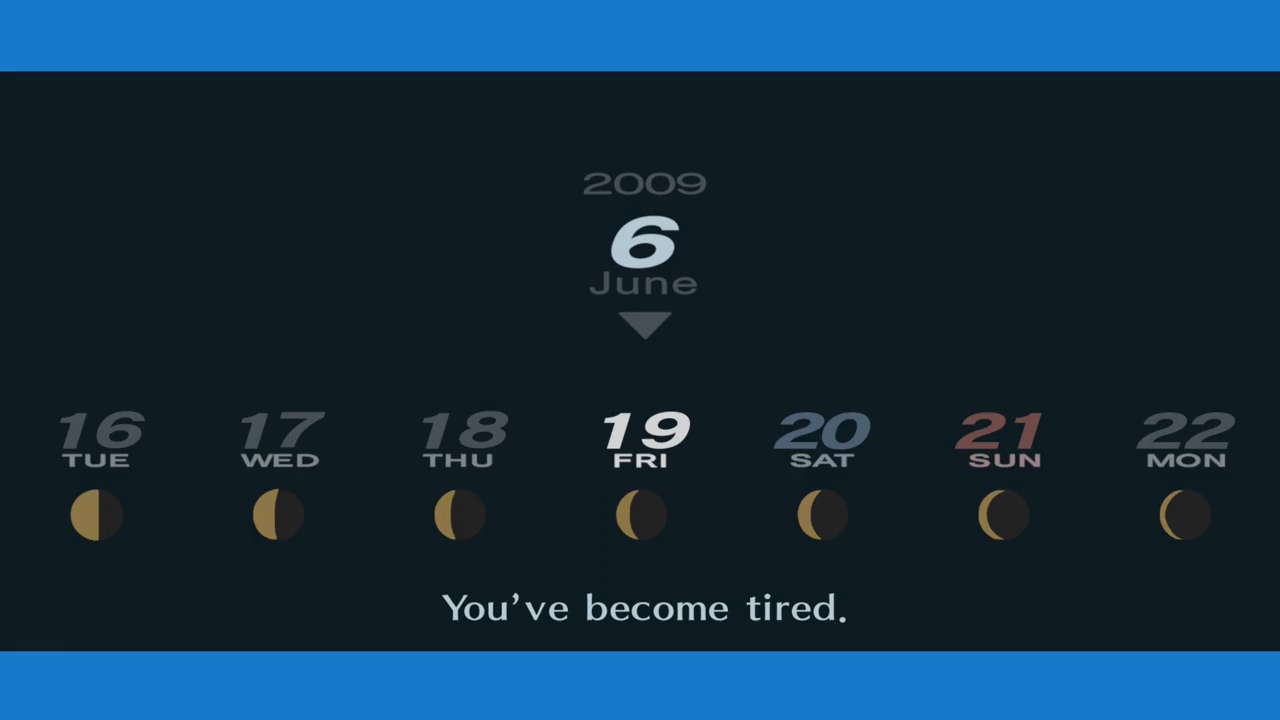 2009
6
June
16 17 18 19 20 21 22
TUE WED THU FRI SAT SUN MON
You've become tired.